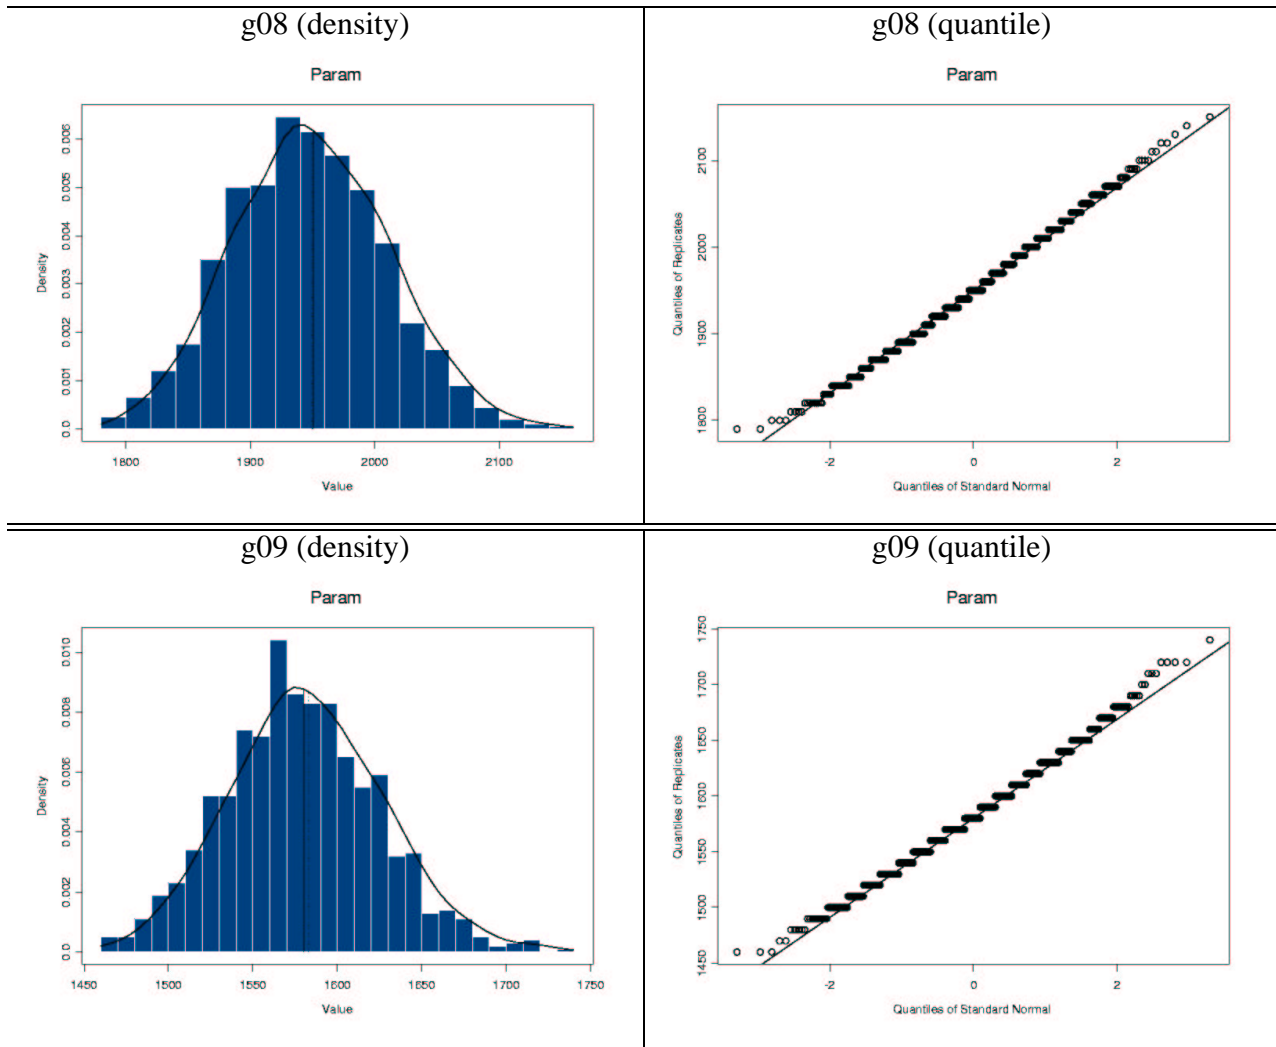 g08 (density)
Param
Density
0.0 0.001 0.002 0.003 0.004 0.005 0.006
1800 1900 2000 2100
Value
g08 (quantile)
Param
Quantiles of Replicates
1800 1900 2000 2100
-2 0 2
Quantiles of Standard Normal
g09 (density)
Param
Density
0.0 0.002 0.004 0.006 0.008 0.010
1450 1500 1550 1600 1650 1700 1750
Value
g09 (quantile)
Param
Quantiles of Replicates
1450 1500 1550 1600 1650 1700 1750
-2 0 2
Quantiles of Standard Normal